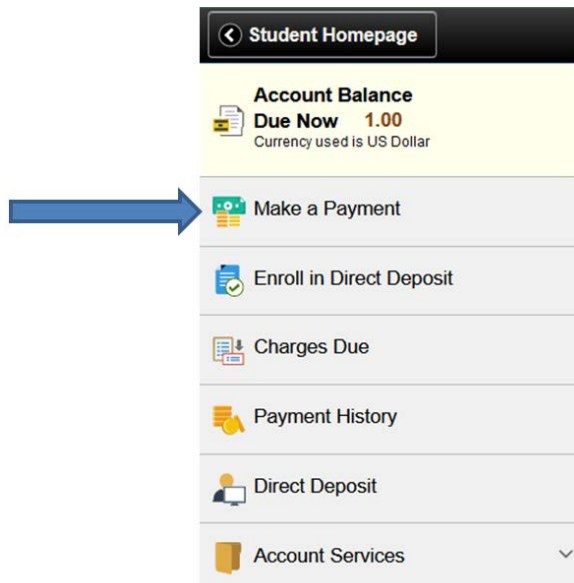 Student Homepage
Account Balance
Due Now 1.00
Currency used is US Dollar
Make a Payment
Enroll in Direct Deposit
Charges Due
Payment History
Direct Deposit
Account Services